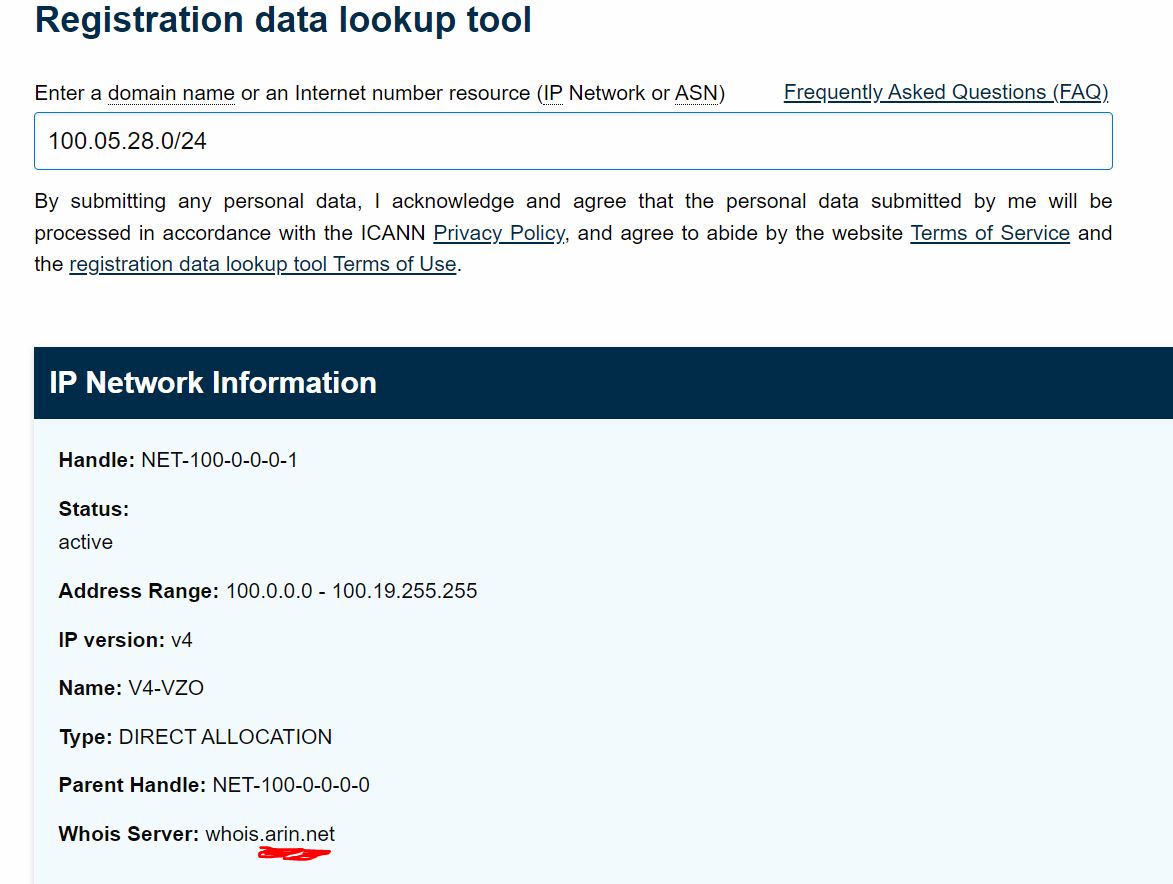 Registration data lookup tool
Enter a domain name or an Internet number resource (IP Network or ASN) Frequently Asked Questions (FAQ)
100.05.28.0/24
By submitting any personal data, I acknowledge and agree that the personal data submitted by me will be
processed in accordance with the ICANN Privacy Policy, and agree to abide by the website Terms of Service and
the registration data lookup tool Terms of Use.
IP Network Information
Handle: NET-100-0-0-0-1
Status:
active
Address Range: 100.0.0.0 - 100.19.255.255
IP version: v4
Name: V4-VZO
Type: DIRECT ALLOCATION
Parent Handle: NET-100-0-0-0-0
Whois Server: whois.arin.net